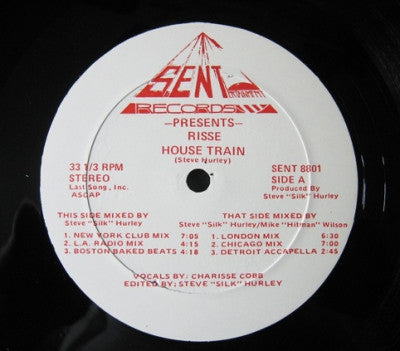 S.E.N.T
RECORDS
—PRESENTS—
RISSE
HOUSE TRAIN
(Steve Hurley)
33 1/3 RPM
STEREO
Last Song, Inc.
ASCAP
SENT 8801
SIDE A
Produced by
Steve "Silk" Hurley
THIS SIDE MIXED BY
Steve "Silk" Hurley
1. NEW YORK CLUB MIX 7:05
2. L.A. RADIO MIX 4:15
3. BOSTON BAKED BEATS 4:15
THAT SIDE MIXED BY
Steve "Silk" Hurley/Mike "Hitman" Wilson
1. LONDON MIX 6:30
2. CHICAGO MIX 7:00
3. DETROIT ACCAPELLA 2:45
VOCALS BY: CHARISSE COBB
EDITED BY: STEVE "SILK" HURLEY